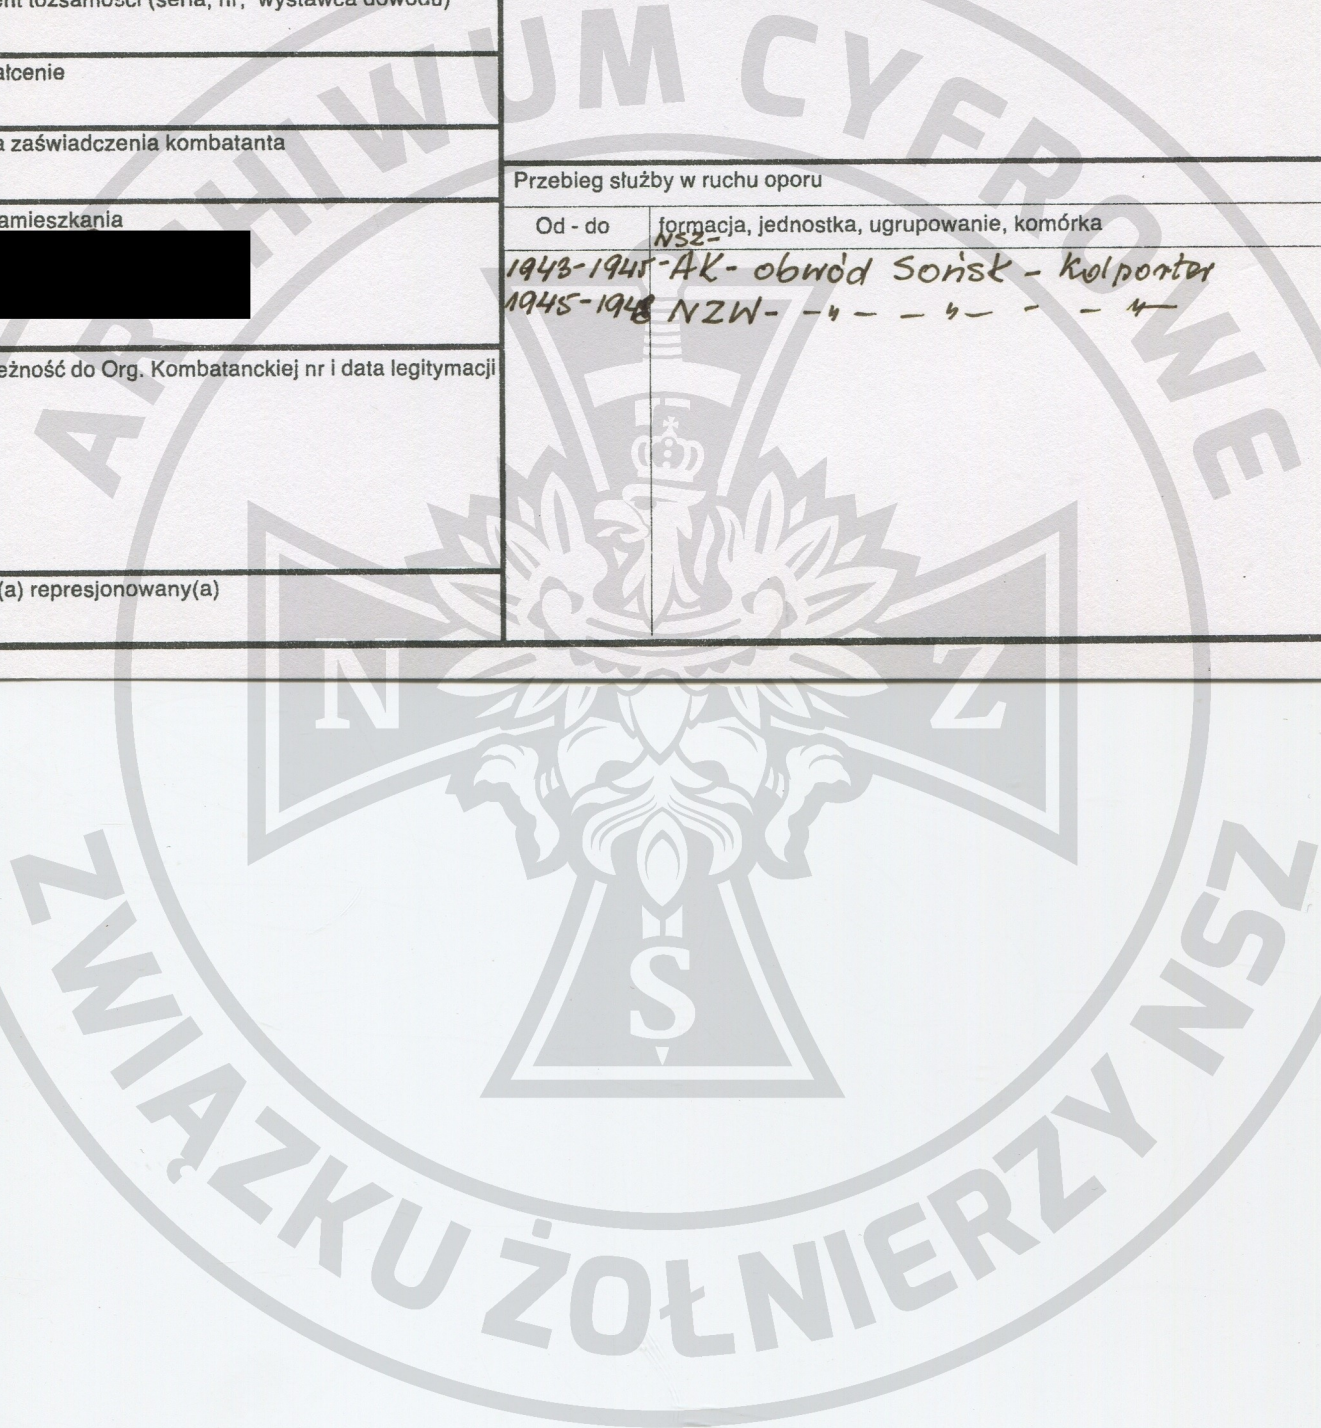 ent tożsamości (seria, nr, wystawca dowodu)
ałcenie
a zaświadczenia kombatanta
amieszkania
eżność do Org. Kombatanckiej nr i data legitymacji
(a) represjonowany(a)
Przebieg służby w ruchu oporu
Od - do formacja, jednostka, ugrupowanie, komórka
NSZ-
1943-1945-AK- obwód Sońsk - Kolporter
1945-1948 NZW- -"- - "- - - "-
ARCHIWUM CYFROWE
N Z
S
ZWIĄZKU ŻOŁNIERZY NSZ